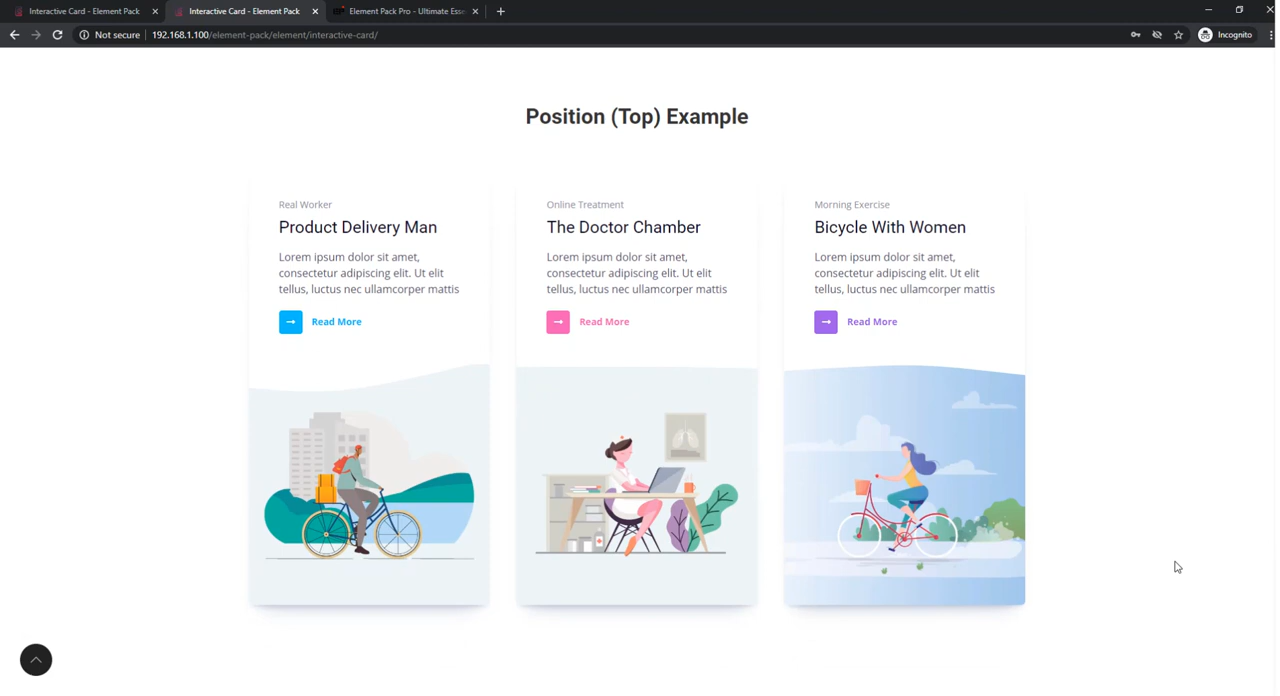 Interactive Card - Element Pack
Interactive Card - Element Pack
Element Pack Pro - Ultimate Esse
Not secure
192.168.1.100/element-pack/element/interactive-card/
Incognito
Position (Top) Example
Real Worker
Product Delivery Man
Lorem ipsum dolor sit amet,
consectetur adipiscing elit. Ut elit
tellus, luctus nec ullamcorper mattis
Read More
Online Treatment
The Doctor Chamber
Lorem ipsum dolor sit amet,
consectetur adipiscing elit. Ut elit
tellus, luctus nec ullamcorper mattis
Read More
Morning Exercise
Bicycle With Women
Lorem ipsum dolor sit amet,
consectetur adipiscing elit. Ut elit
tellus, luctus nec ullamcorper mattis
Read More